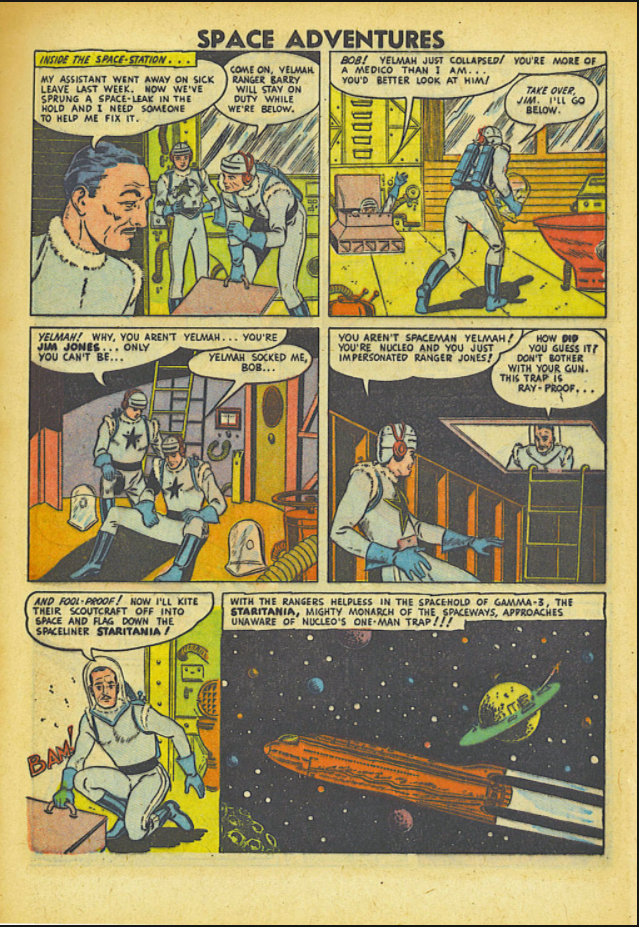 SPACE ADVENTURES
INSIDE THE SPACE-STATION...
MY ASSISTANT WENT AWAY ON SICK
LEAVE LAST WEEK. NOW WE'VE
SPRUNG A SPACE-LEAK IN THE
HOLD AND I NEED SOMEONE
TO HELP ME FIX IT.
COME ON, YELMAH.
RANGER BARRY
WILL STAY ON
DUTY WHILE
WE'RE BELOW.
BOB! YELMAH JUST COLLAPSED! YOU'RE MORE OF
A MEDICO THAN I AM...
YOU'D BETTER LOOK AT HIM!
TAKE OVER,
JIM. I'LL GO
BELOW.
YELMAH! WHY, YOU AREN'T YELMAH... YOU'RE
JIM JONES... ONLY
YOU CAN'T BE...
YELMAH SOCKED ME,
BOB...
YOU AREN'T SPACEMAN YELMAH!
YOU'RE NUCLEO AND YOU JUST
IMPERSONATED RANGER JONES!
HOW DID
YOU GUESS IT?
DON'T BOTHER
WITH YOUR GUN.
THIS TRAP IS
RAY-PROOF...
AND FOOL-PROOF! NOW I'LL KITE
THEIR SCOUTCRAFT OFF INTO
SPACE AND FLAG DOWN THE
SPACELINER STARITANIA!
BAM!
WITH THE RANGERS HELPLESS IN THE SPACEHOLD OF GAMMA-3, THE
STARITANIA, MIGHTY MONARCH OF THE SPACEWAYS, APPROACHES
UNAWARE OF NUCLEO'S ONE-MAN TRAP!!!